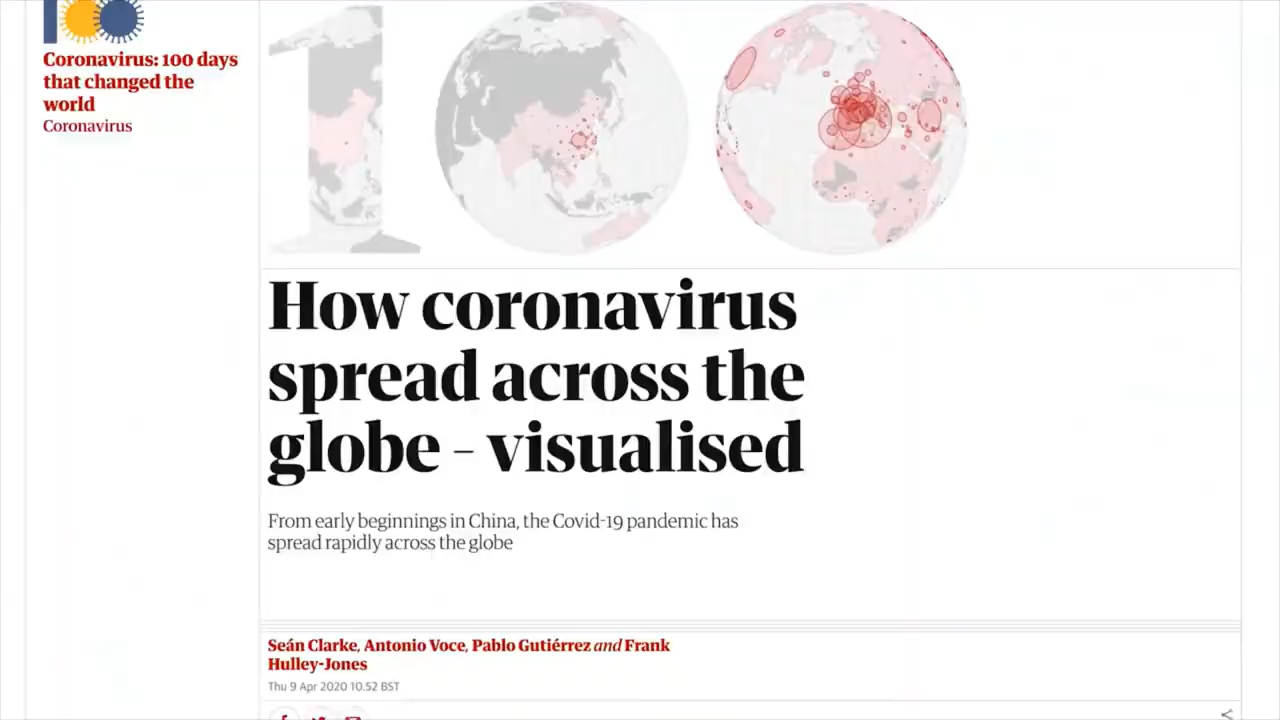 100
Coronavirus: 100 days
that changed the
world
Coronavirus
100
How coronavirus
spread across the
globe – visualised
From early beginnings in China, the Covid-19 pandemic has
spread rapidly across the globe
Seán Clarke, Antonio Voce, Pablo Gutiérrez and Frank
Hulley-Jones
Thu 9 Apr 2020 10.52 BST